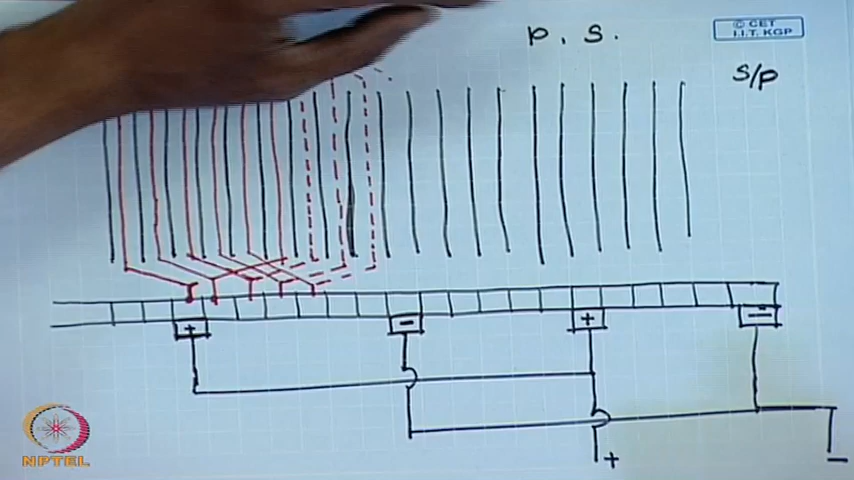 P. S.
© CET
I.I.T. KGP
S/P
+
-
+
-
+
-
NPTEL